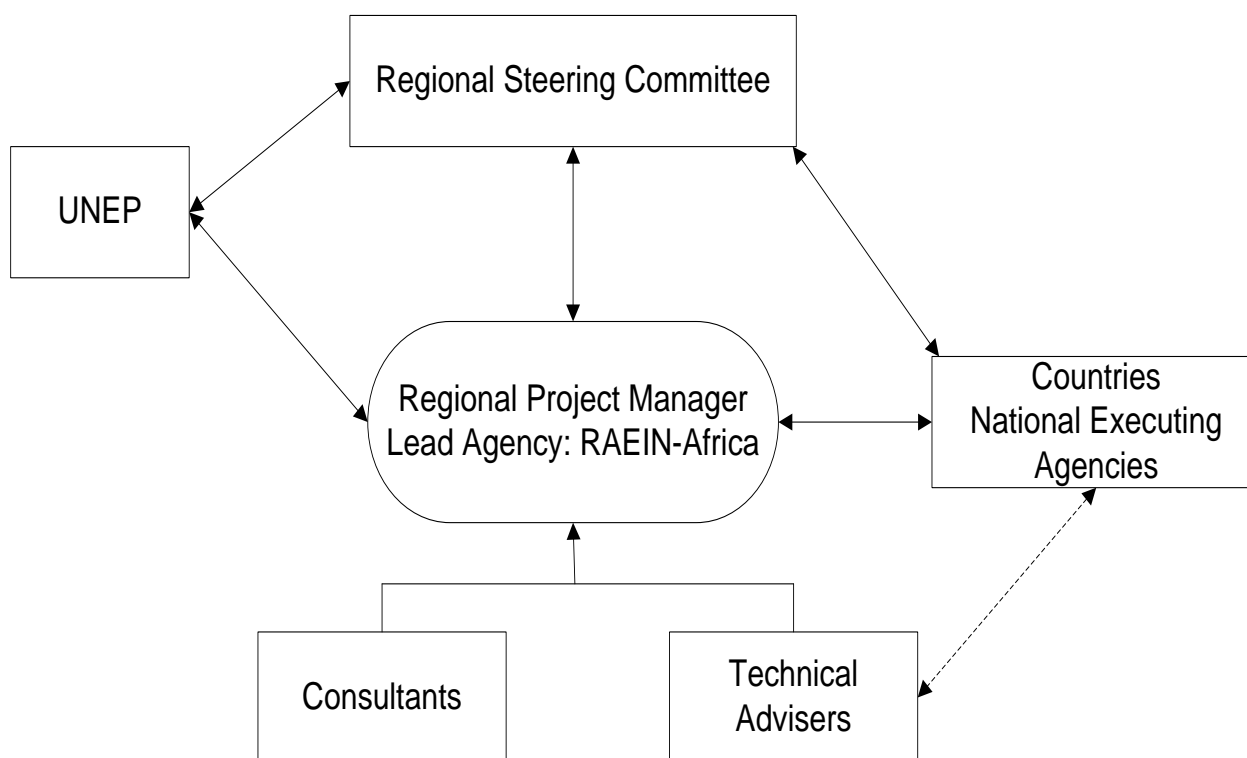 Regional Steering Committee
UNEP
Regional Project Manager
Lead Agency: RAEIN-Africa
Countries
National Executing
Agencies
Consultants
Technical
Advisers